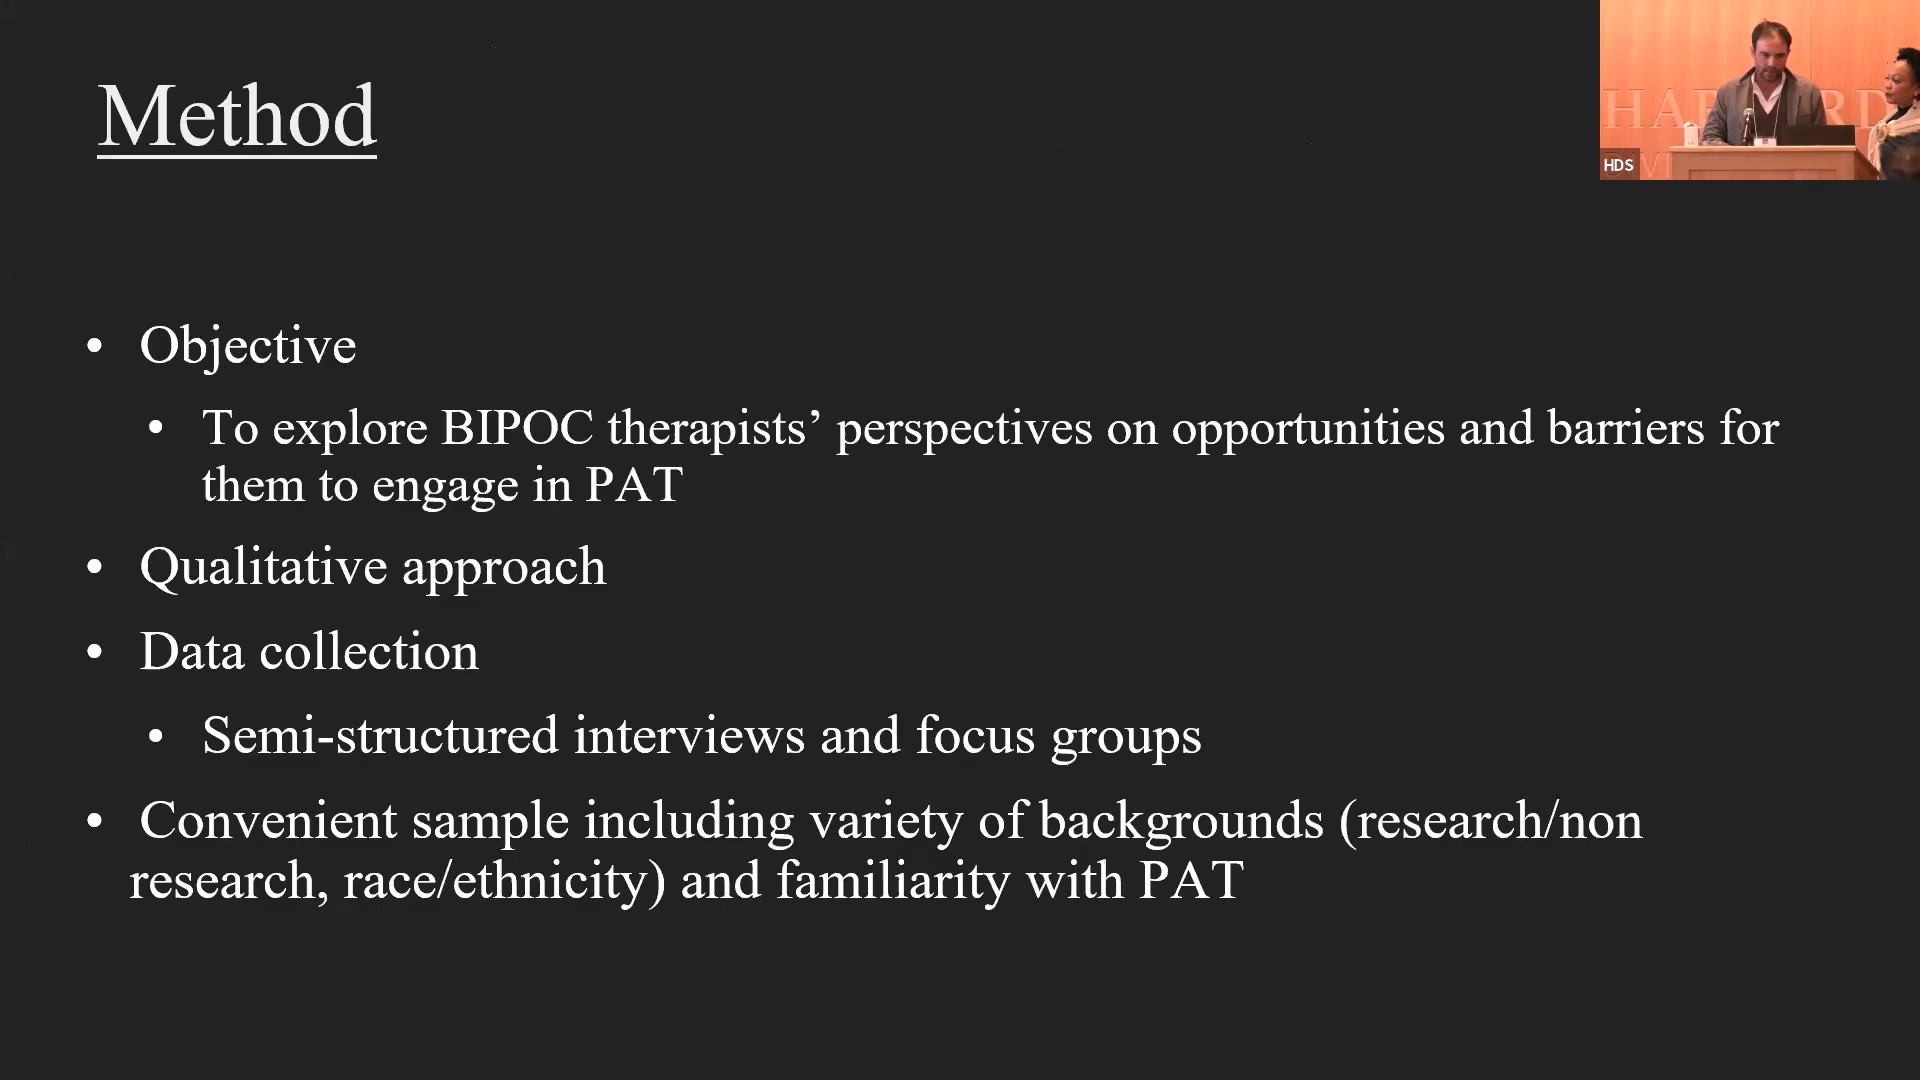 Method
HARVARD
HDS
• Objective
• To explore BIPOC therapists’ perspectives on opportunities and barriers for
them to engage in PAT
• Qualitative approach
• Data collection
• Semi-structured interviews and focus groups
• Convenient sample including variety of backgrounds (research/non
research, race/ethnicity) and familiarity with PAT